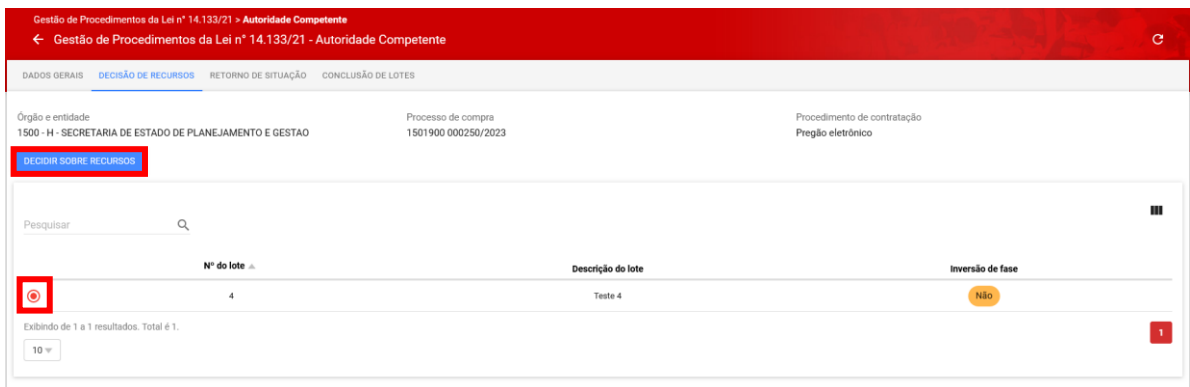 Gestão de Procedimentos da Lei nº 14.133/21 > Autoridade Competente
Gestão de Procedimentos da Lei nº 14.133/21 - Autoridade Competente
DADOS GERAIS DECISÃO DE RECURSOS RETORNO DE SITUAÇÃO CONCLUSÃO DE LOTES
Órgão e entidade Processo de compra Procedimento de contratação
1500 - H - SECRETARIA DE ESTADO DE PLANEJAMENTO E GESTAO 1501900 000250/2023 Pregão eletrônico
DECIDIR SOBRE RECURSOS
Pesquisar
Nº do lote Descrição do lote Inversão de fase
4 Teste 4 Não
Exibindo de 1 a 1 resultados. Total é 1.
1
10